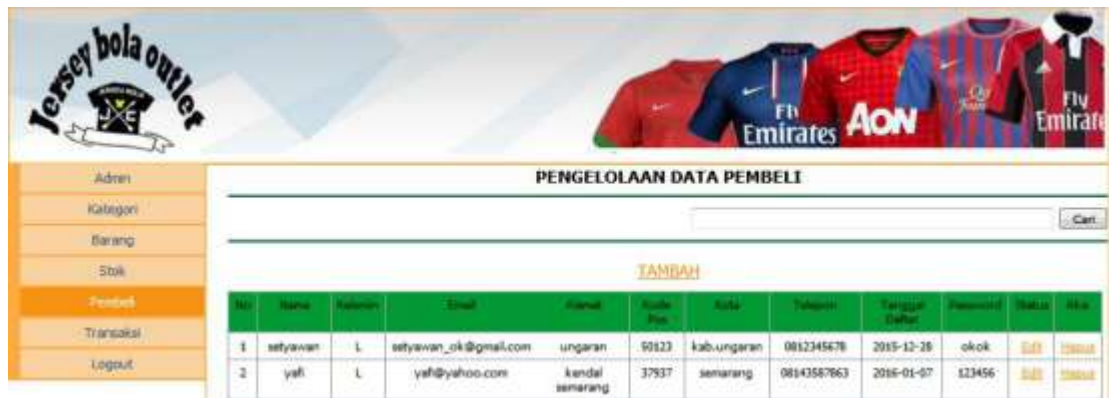 Jersey bola outlet
J C
Fly Emirates
AON
Fly Emirate
Admin
Kategori
Barang
Stok
Pembeli
Transaksi
Logout
PENGELOLAAN DATA PEMBELI
Cari
TAMBAH
No Nama Kelamin Email Alamat Kode Pos Kota Telepon Tanggal Daftar Password Status Aksi
1 setyawan L setyawan_ok@gmail.com ungaran 50123 kab.ungaran 0812345678 2015-12-28 okok Edit Hapus
2 yafi L yafi@yahoo.com kendal semarang 37937 semarang 08143587863 2016-01-07 123456 Edit Hapus